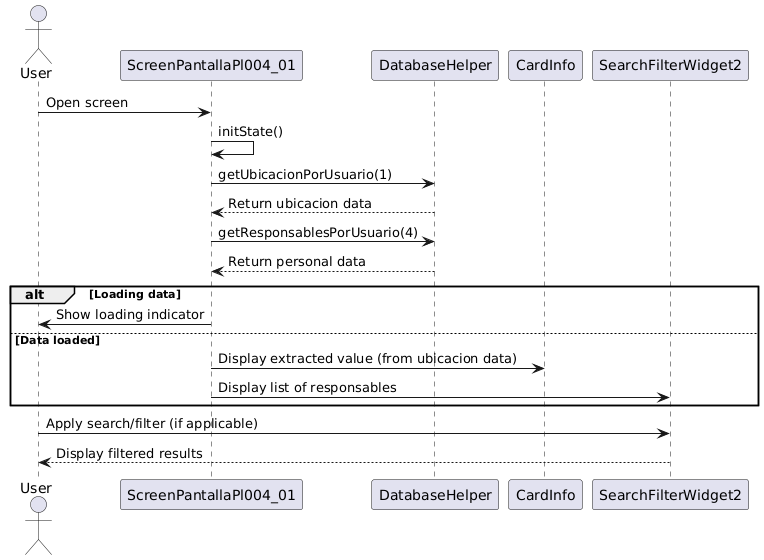 User
ScreenPantallaPl004_01
DatabaseHelper
CardInfo
SearchFilterWidget2
Open screen
initState()
getUbicacionPorUsuario(1)
Return ubicacion data
getResponsablesPorUsuario(4)
Return personal data
alt [Loading data]
Show loading indicator
[Data loaded]
Display extracted value (from ubicacion data)
Display list of responsables
Apply search/filter (if applicable)
Display filtered results
User
ScreenPantallaPl004_01
DatabaseHelper
CardInfo
SearchFilterWidget2